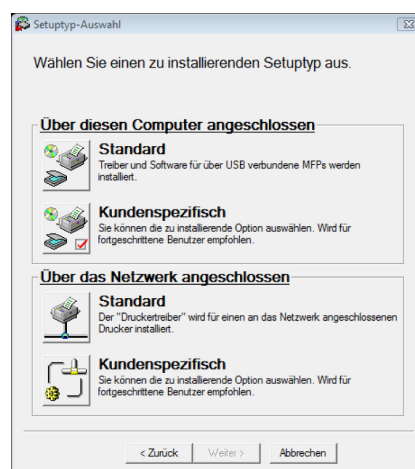 Setuptyp-Auswahl
Wählen Sie einen zu installierenden Setuptyp aus.
Über diesen Computer angeschlossen
Standard
Treiber und Software für über USB verbundene MFPs werden
installiert.
Kundenspezifisch
Sie können die zu installierende Option auswählen. Wird für
fortgeschrittene Benutzer empfohlen.
Über das Netzwerk angeschlossen
Standard
Der "Druckertreiber" wird für einen an das Netzwerk angeschlossenen
Drucker installiert.
Kundenspezifisch
Sie können die zu installierende Option auswählen. Wird für
fortgeschrittene Benutzer empfohlen.
< Zurück Weiter > Abbrechen